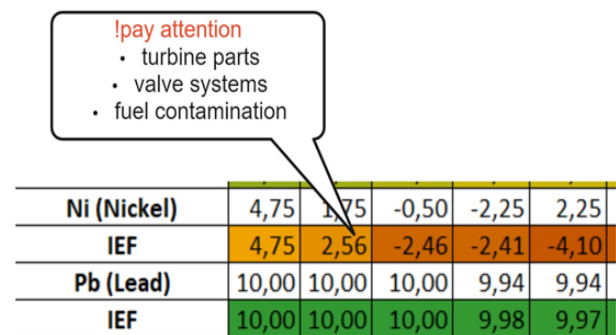 !pay attention
• turbine parts
• valve systems
• fuel contamination
Ni (Nickel) 4,75 1,75 -0,50 -2,25 2,25
IEF 4,75 2,56 -2,46 -2,41 -4,10
Pb (Lead) 10,00 10,00 10,00 9,94 9,94
IEF 10,00 10,00 10,00 9,98 9,97